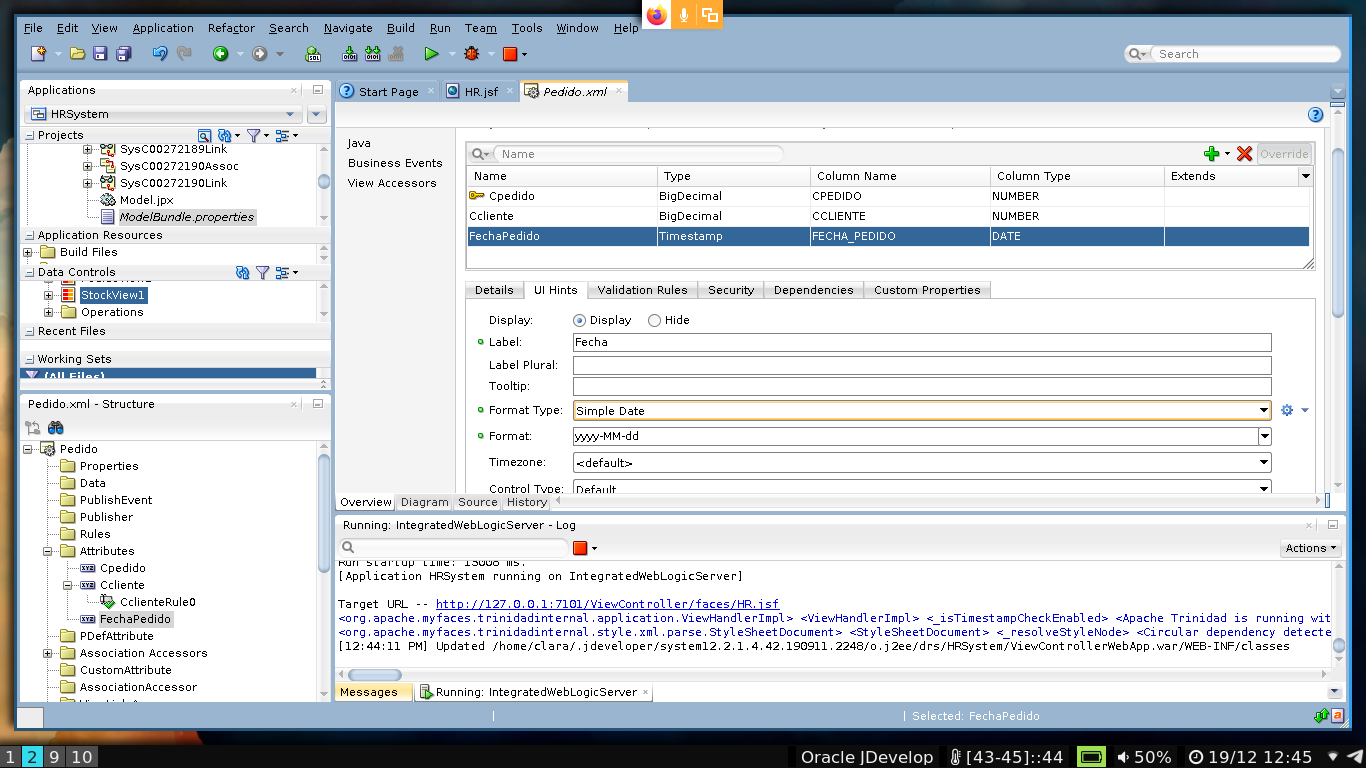 File Edit View Application Refactor Search Navigate Build Run Team Tools Window Help
Search
Applications
HRSystem
Projects
SysC00272189Link
SysC00272190Assoc
SysC00272190Link
Model.jpx
ModelBundle.properties
Application Resources
Build Files
Data Controls
StockView1
Operations
Recent Files
Working Sets
(All Files)
Pedido.xml - Structure
Pedido
Properties
Data
PublishEvent
Publisher
Rules
Attributes
Cpedido
Ccliente
CclienteRule0
FechaPedido
PDefAttribute
Association Accessors
CustomAttribute
AssociationAccessor
Start Page HR.jsf Pedido.xml
Java
Business Events
View Accessors
Name Override
Name Type Column Name Column Type Extends
Cpedido BigDecimal CPEDIDO NUMBER
Ccliente BigDecimal CCLIENTE NUMBER
FechaPedido Timestamp FECHA_PEDIDO DATE
Details UI Hints Validation Rules Security Dependencies Custom Properties
Display: Display Hide
Label: Fecha
Label Plural:
Tooltip:
Format Type: Simple Date
Format: yyyy-MM-dd
Timezone: <default>
Control Type: Default
Overview Diagram Source History
Running: IntegratedWebLogicServer - Log
Actions
Run startup time: 15008 ms.
[Application HRSystem running on IntegratedWebLogicServer]
Target URL -- http://127.0.0.1:7101/ViewController/faces/HR.jsf
<org.apache.myfaces.trinidadinternal.application.ViewHandlerImpl> <ViewHandlerImpl> <_isTimestampCheckEnabled> <Apache Trinidad is running wit
<org.apache.myfaces.trinidadinternal.style.xml.parse.StyleSheetDocument> <StyleSheetDocument> <_resolveStyleNode> <Circular dependency detecte
[12:44:11 PM] Updated /home/clara/.jdeveloper/system12.2.1.4.42.190911.2248/o.j2ee/drs/HRSystem/ViewControllerWebApp.war/WEB-INF/classes
Messages Running: IntegratedWebLogicServer
Selected: FechaPedido
1 2 9 10 Oracle JDevelop [43-45]::44 50% 19/12 12:45